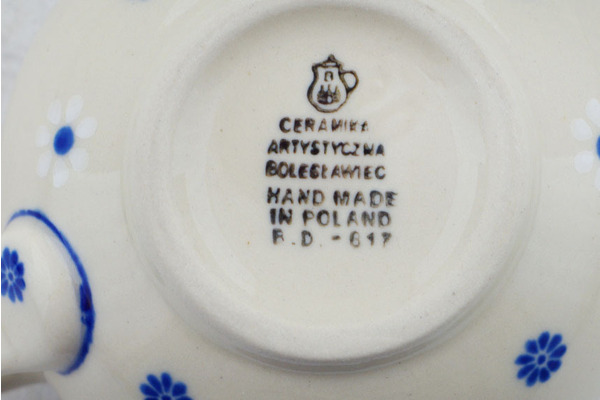 CERAMIKA
ARTYSTYCZNA
BOLESŁAWIEC
HAND MADE
IN POLAND
R.D. - 617